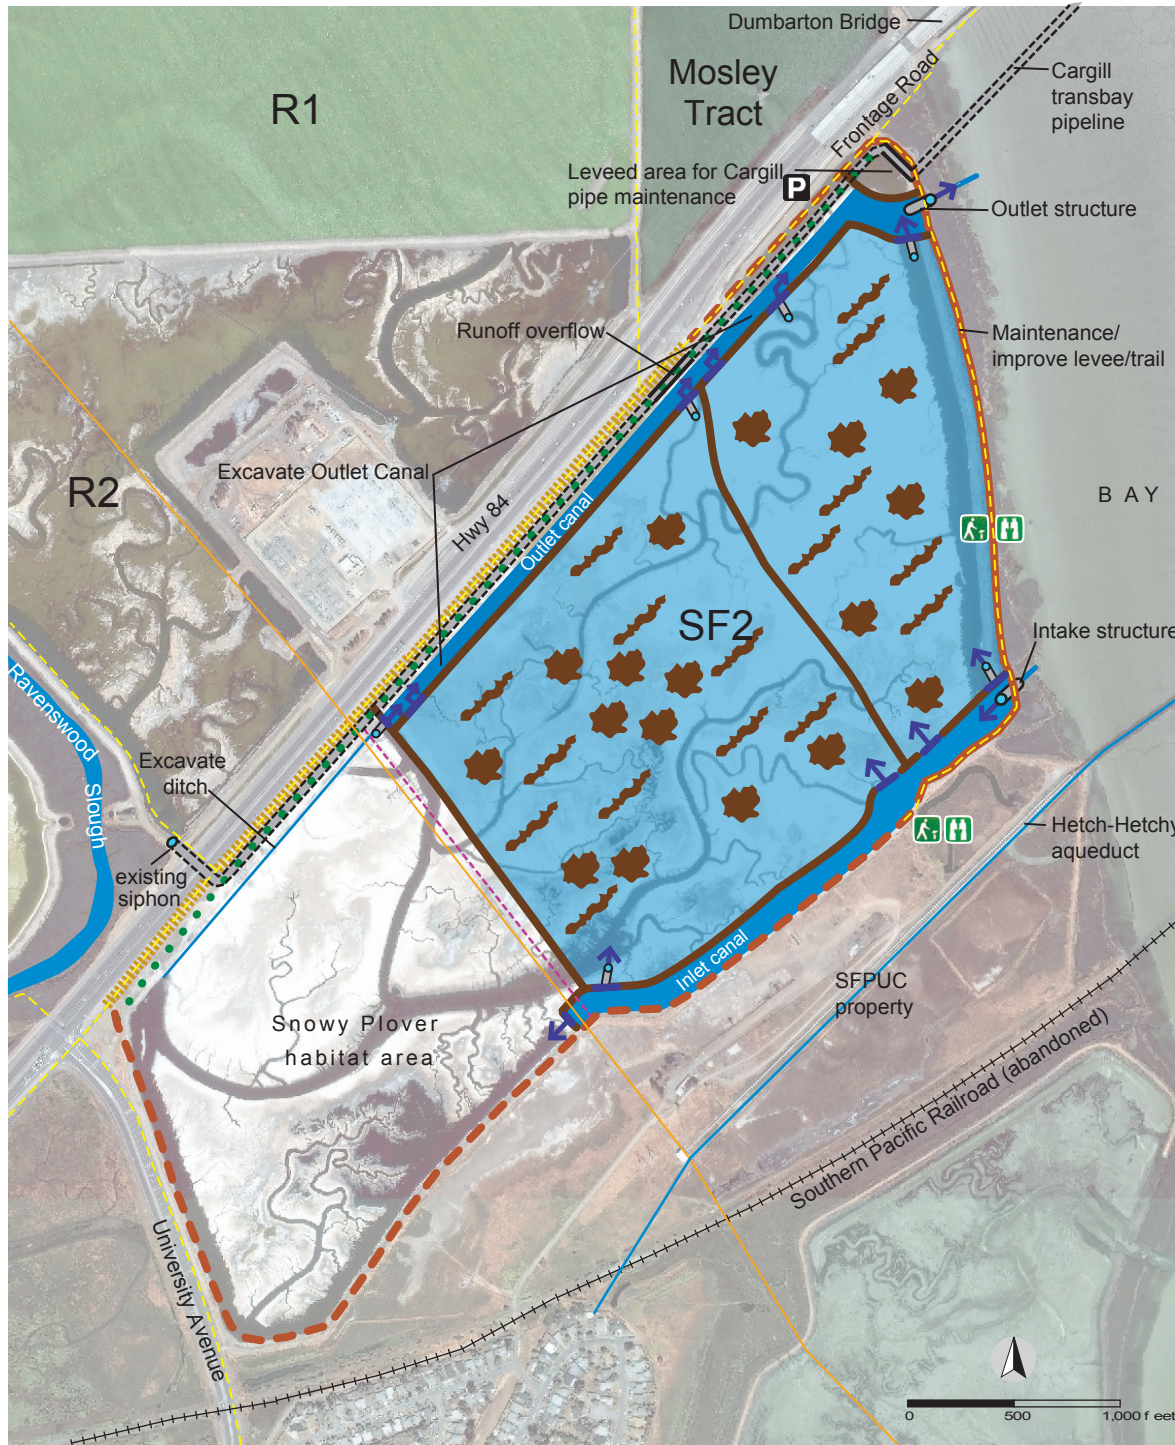 Dumbarton Bridge
R1
Mosley
Tract
Frontage Road
Cargill
transbay
pipeline
Leveed area for Cargill
pipe maintenance
P
Outlet structure
Runoff overflow
Maintenance/
improve levee/trail
Excavate Outlet Canal
R2
Hwy 84
Outlet canal
BAY
SF2
Intake structure
Ravenswood
Slough
Excavate
ditch
existing
siphon
Hetch-Hetchy
aqueduct
Inlet canal
SFPUC
property
Snowy Plover
habitat area
Southern Pacific Railroad (abandoned)
University Avenue
0 500 1,000 feet